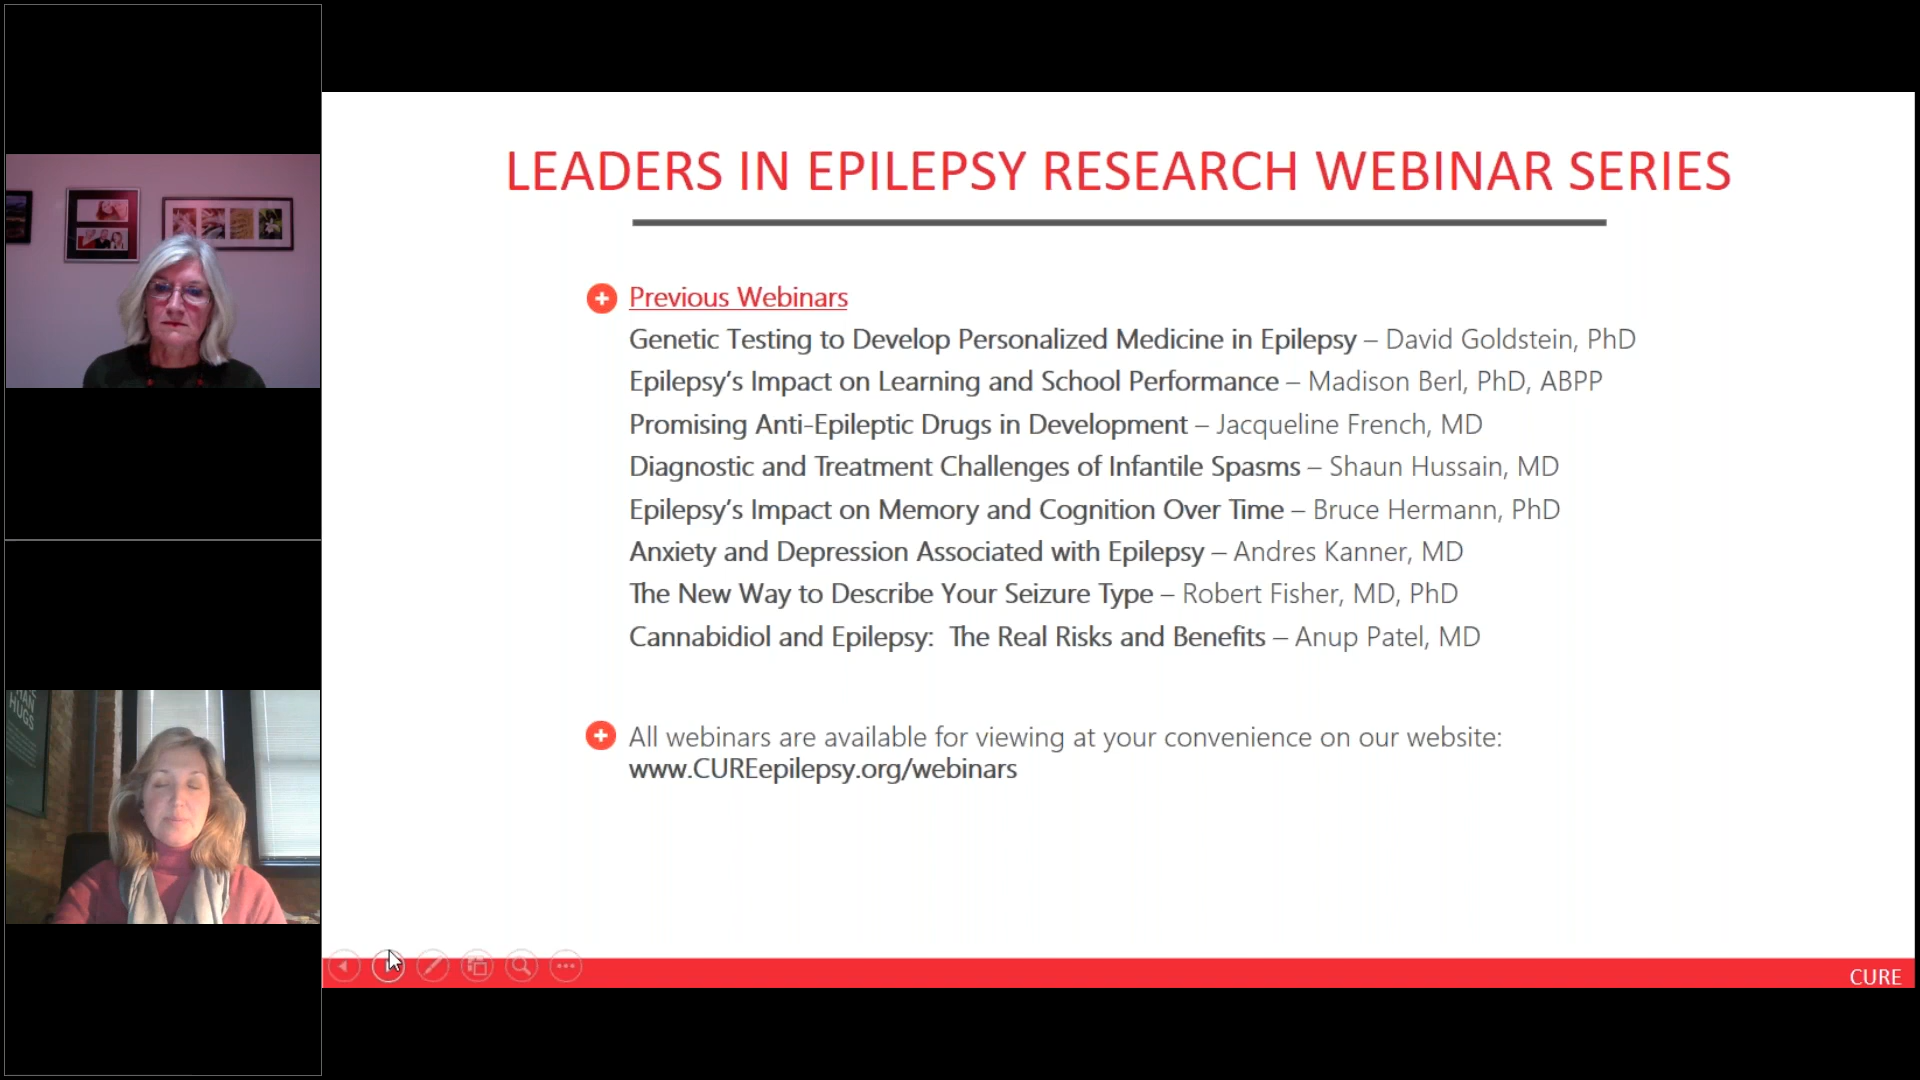 LEADERS IN EPILEPSY RESEARCH WEBINAR SERIES
Previous Webinars
Genetic Testing to Develop Personalized Medicine in Epilepsy – David Goldstein, PhD
Epilepsy's Impact on Learning and School Performance – Madison Berl, PhD, ABPP
Promising Anti-Epileptic Drugs in Development – Jacqueline French, MD
Diagnostic and Treatment Challenges of Infantile Spasms – Shaun Hussain, MD
Epilepsy's Impact on Memory and Cognition Over Time – Bruce Hermann, PhD
Anxiety and Depression Associated with Epilepsy – Andres Kanner, MD
The New Way to Describe Your Seizure Type – Robert Fisher, MD, PhD
Cannabidiol and Epilepsy:  The Real Risks and Benefits – Anup Patel, MD
All webinars are available for viewing at your convenience on our website:
www.CUREepilepsy.org/webinars
CURE
HUGS